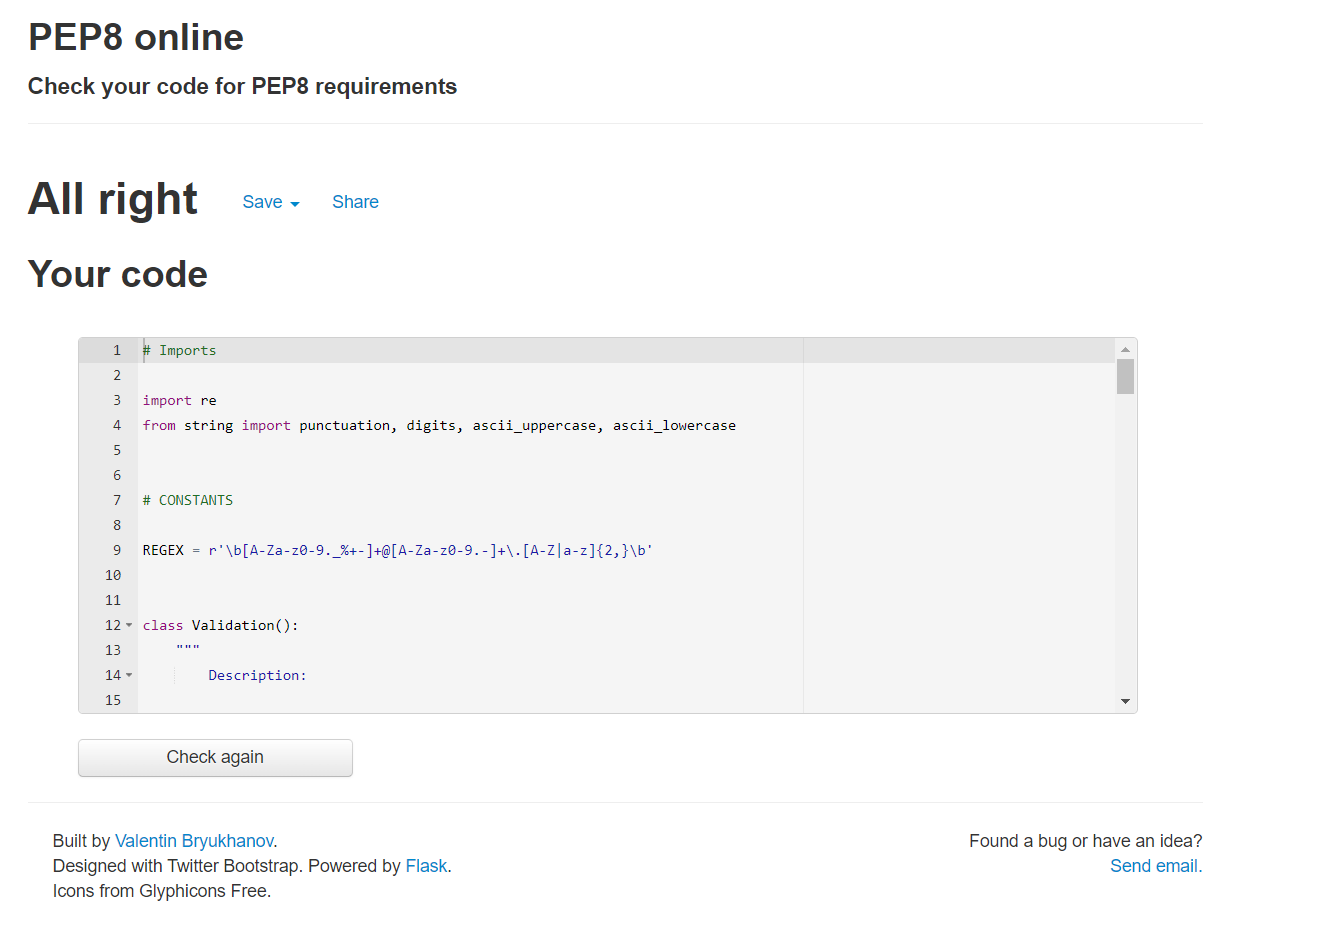 PEP8 online
Check your code for PEP8 requirements
All right Save Share
Your code
1 # Imports
2
3 import re
4 from string import punctuation, digits, ascii_uppercase, ascii_lowercase
5
6
7 # CONSTANTS
8
9 REGEX = r'\b[A-Za-z0-9._%+-]+@[A-Za-z0-9.-]+\.[A-Z|a-z]{2,}\b'
10
11
12 class Validation():
13     """
14         Description:
15
Check again
Built by Valentin Bryukhanov.
Designed with Twitter Bootstrap. Powered by Flask.
Icons from Glyphicons Free.
Found a bug or have an idea?
Send email.